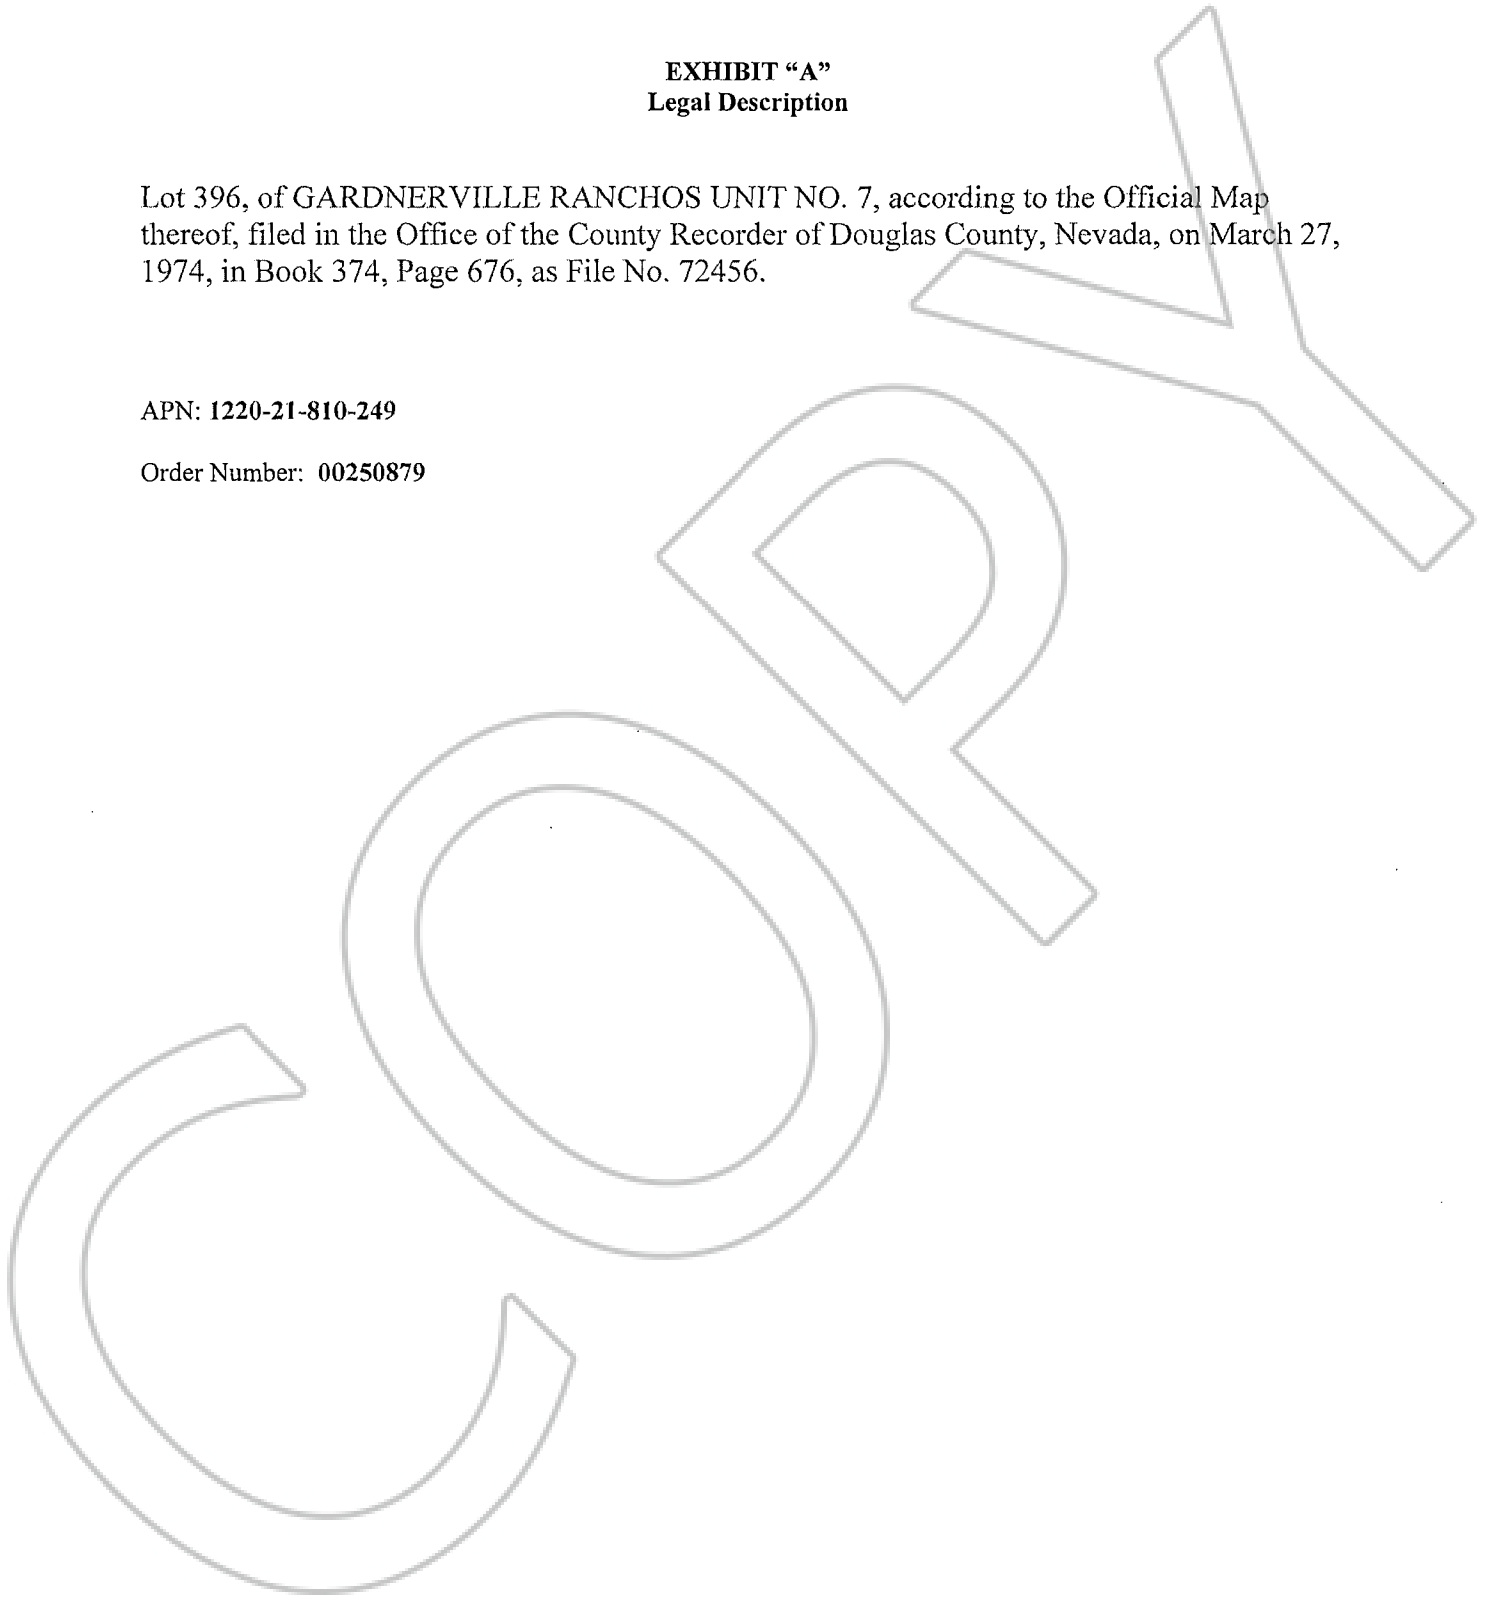 EXHIBIT “A”
Legal Description
Lot 396, of GARDNERVILLE RANCHOS UNIT NO. 7, according to the Official Map
thereof, filed in the Office of the County Recorder of Douglas County, Nevada, on March 27,
1974, in Book 374, Page 676, as File No. 72456.
APN: 1220-21-810-249
Order Number: 00250879
COPY